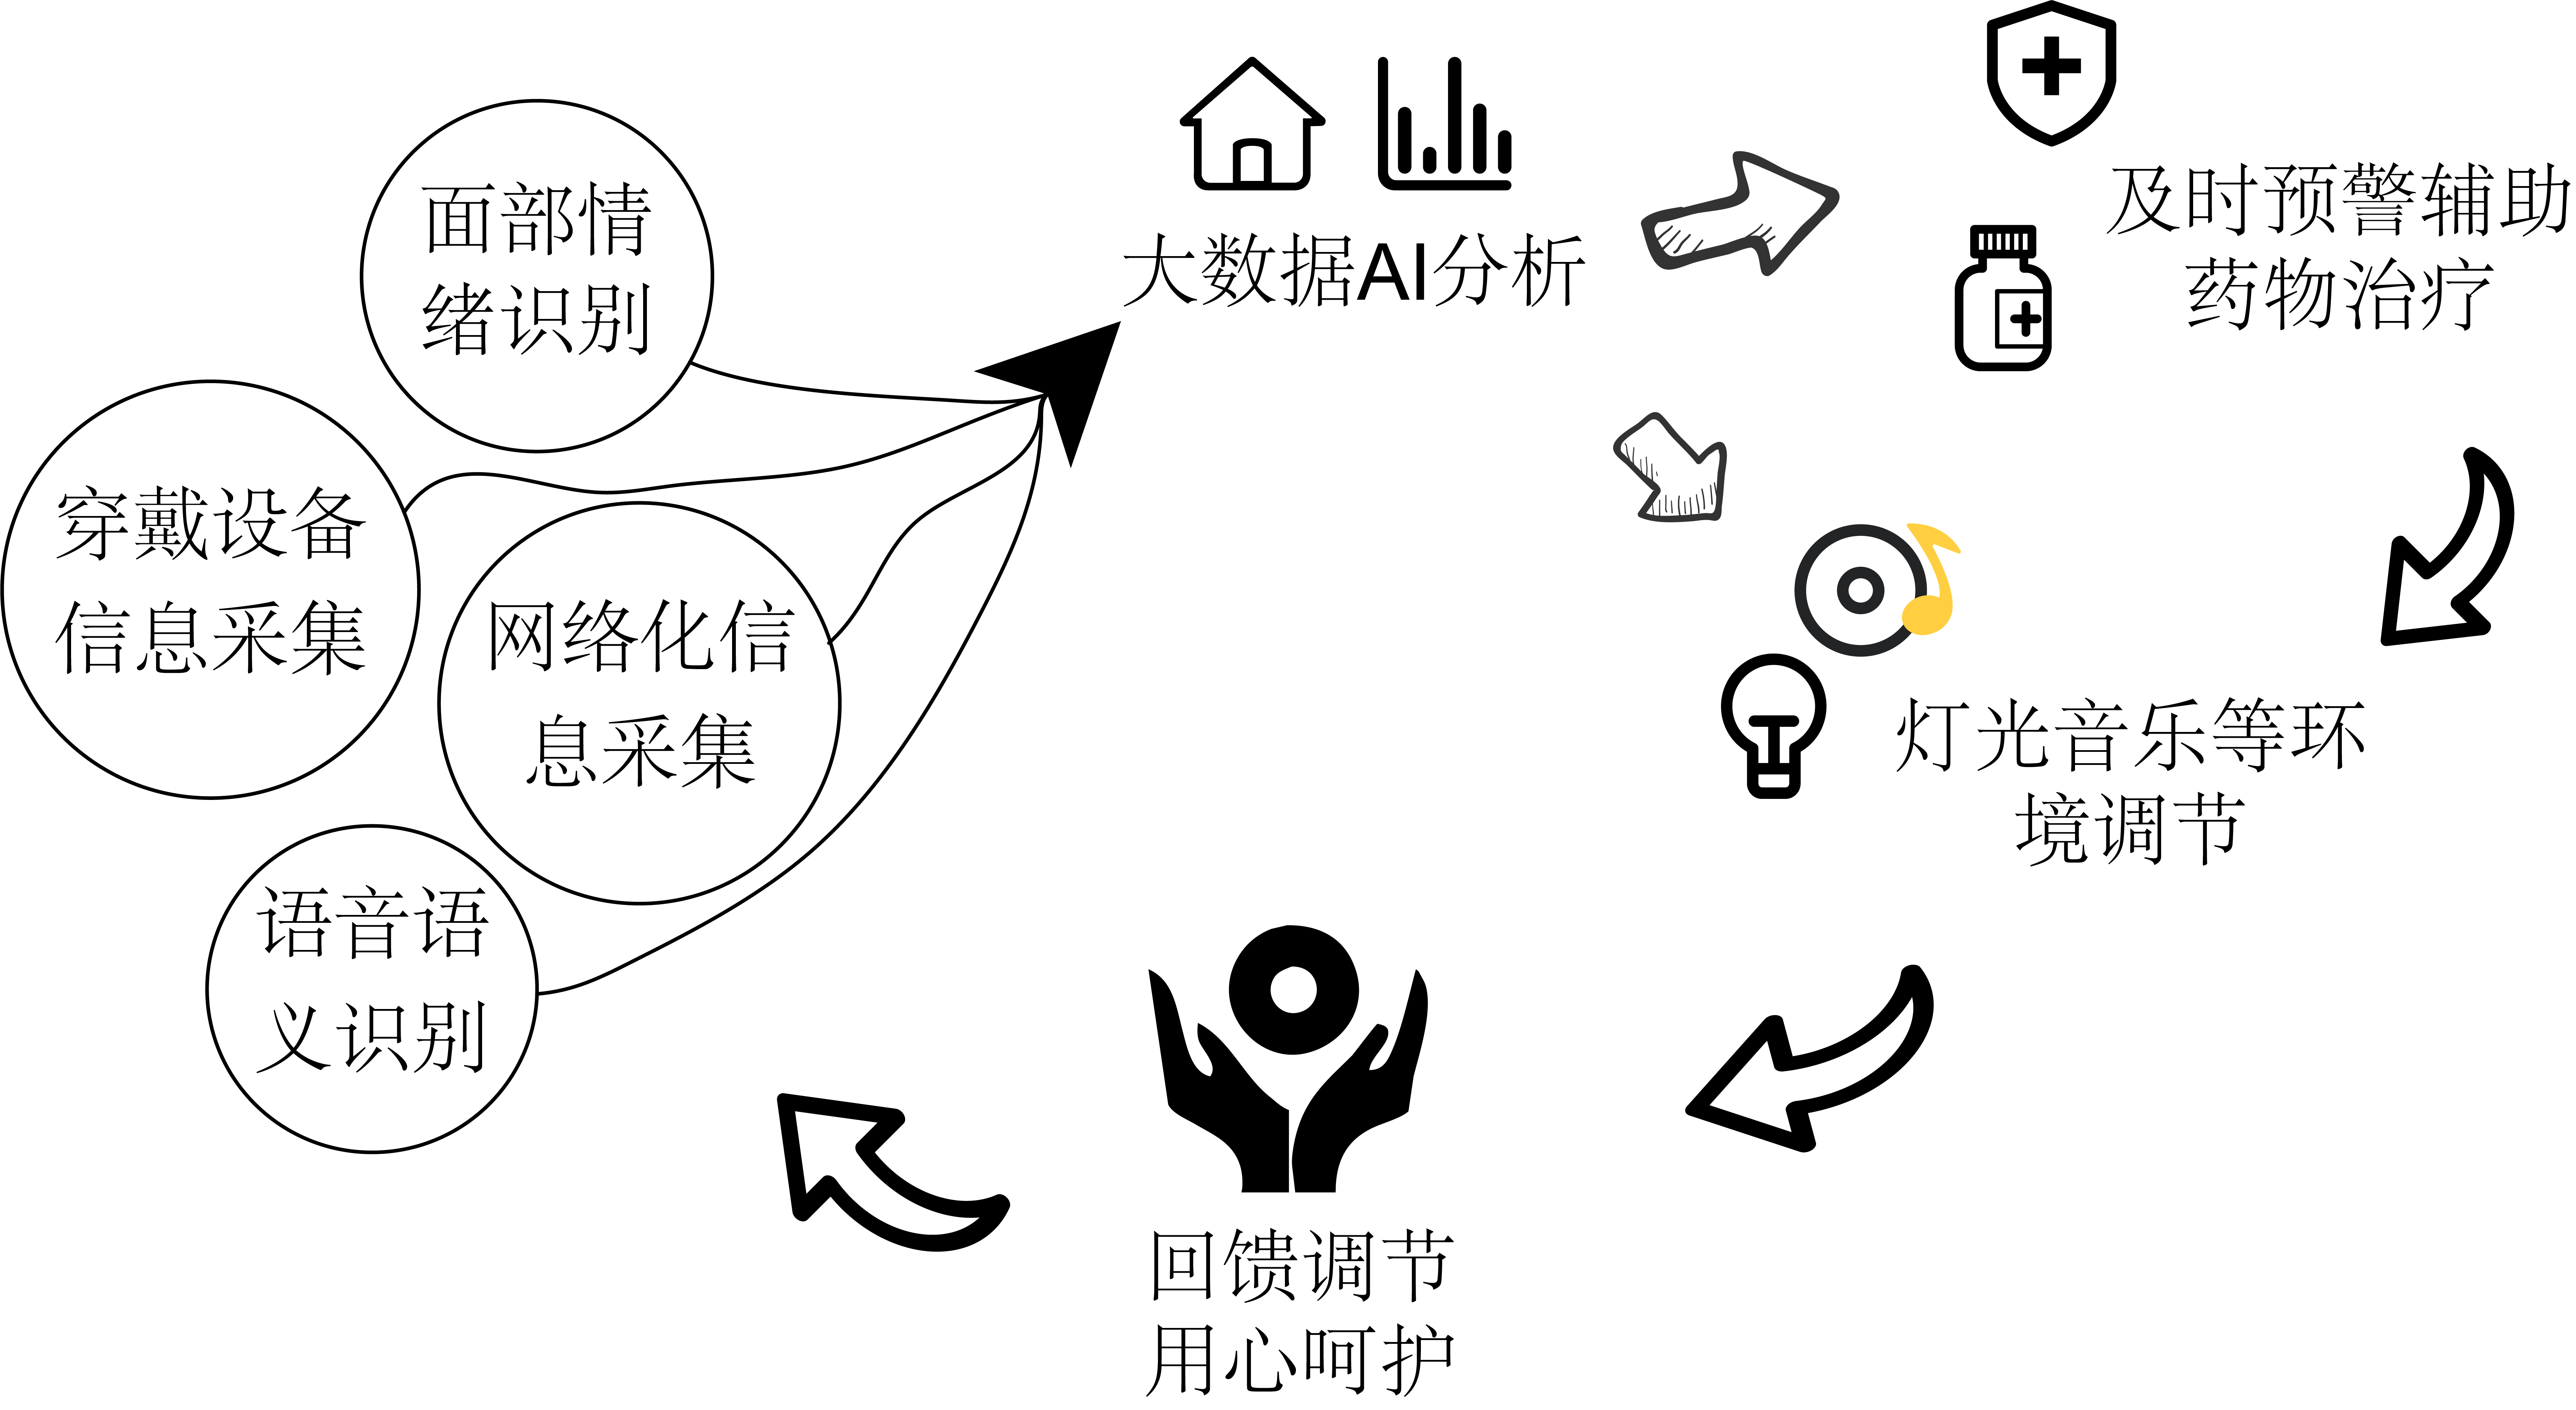 面部情
绪识别
穿戴设备
信息采集
网络化信
息采集
语音语
义识别
大数据AI分析
及时预警辅助
药物治疗
灯光音乐等环
境调节
回馈调节
用心呵护